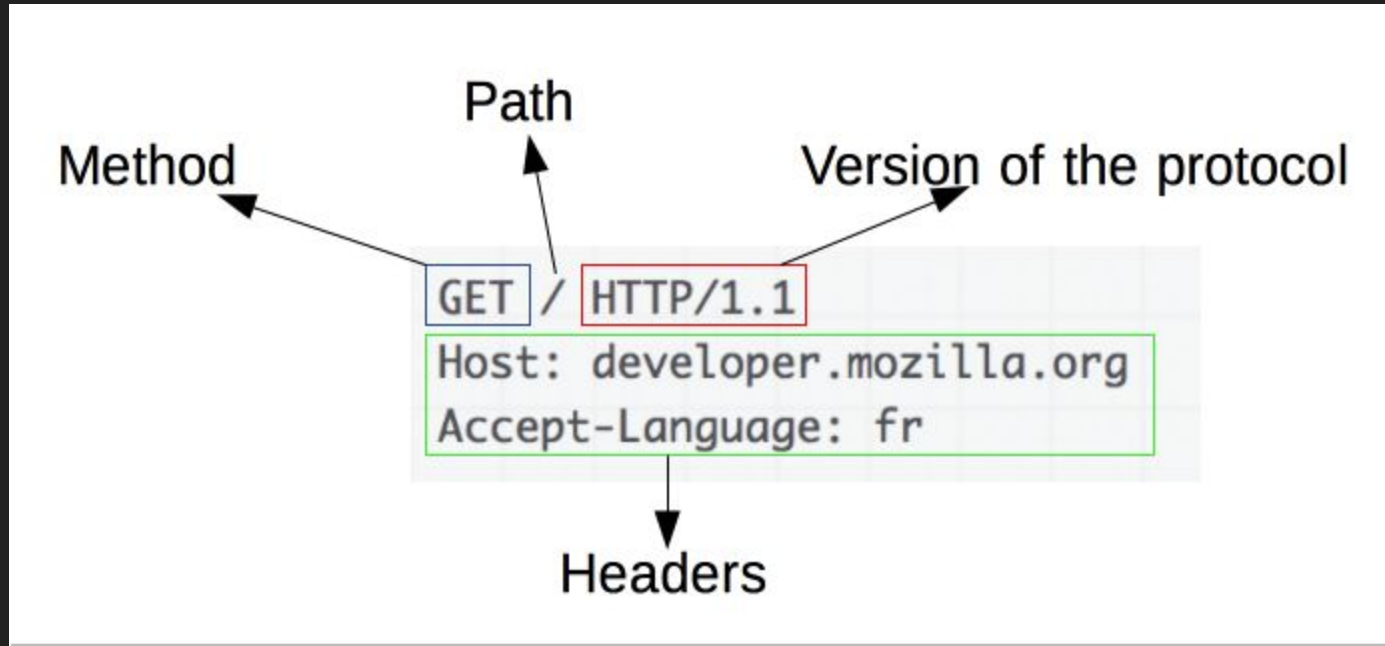 Path
Method
Version of the protocol
GET / HTTP/1.1
Host: developer.mozilla.org
Accept-Language: fr
Headers